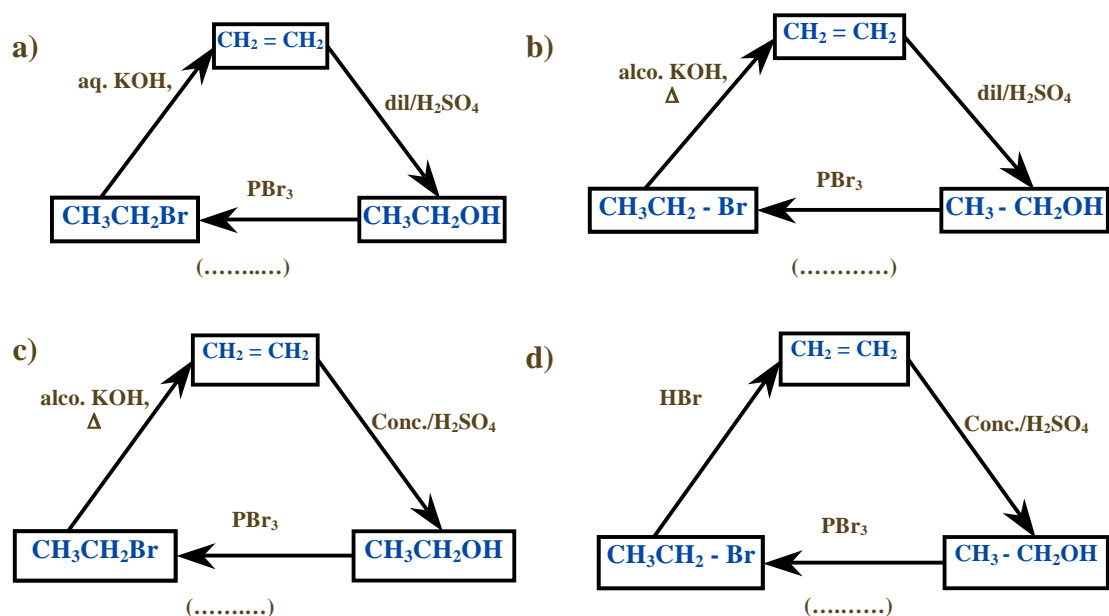 a)
CH₂ = CH₂
aq. KOH,
dil/H₂SO₄
PBr₃
CH₃CH₂Br
CH₃CH₂OH
(……..…)
b)
CH₂ = CH₂
alco. KOH,
Δ
dil/H₂SO₄
PBr₃
CH₃CH₂ - Br
CH₃ - CH₂OH
(…………)
c)
CH₂ = CH₂
alco. KOH,
Δ
Conc./H₂SO₄
PBr₃
CH₃CH₂Br
CH₃CH₂OH
(…….…)
d)
CH₂ = CH₂
HBr
Conc./H₂SO₄
PBr₃
CH₃CH₂ - Br
CH₃ - CH₂OH
(….……)